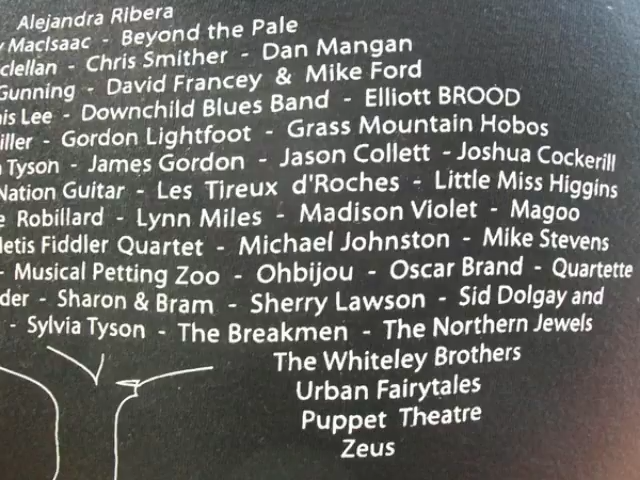 Alejandra Ribera
MacIsaac - Beyond the Pale
- Chris Smither - Dan Mangan
Gunning - David Francey & Mike Ford
Lee - Downchild Blues Band - Elliott BROOD
- Gordon Lightfoot - Grass Mountain Hobos
Tyson - James Gordon - Jason Collett - Joshua Cockerill
Nation Guitar - Les Tireux d'Roches - Little Miss Higgins
Robillard - Lynn Miles - Madison Violet - Magoo
Fiddler Quartet - Michael Johnston - Mike Stevens
- Musical Petting Zoo - Ohbijou - Oscar Brand - Quartette
- Sharon & Bram - Sherry Lawson - Sid Dolgay and
- Sylvia Tyson - The Breakmen - The Northern Jewels
The Whiteley Brothers
Urban Fairytales
Puppet Theatre
Zeus